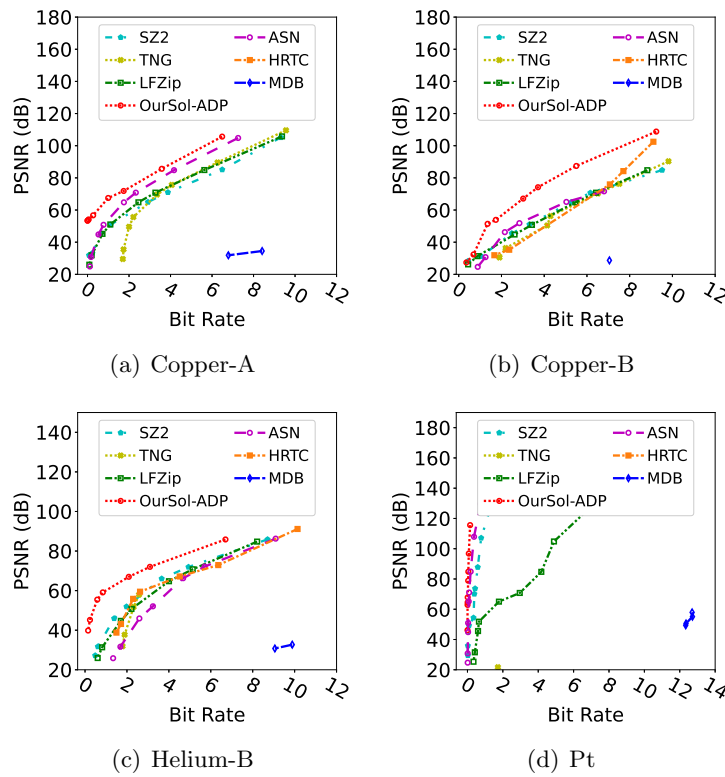 180
160
140
120
100
80
60
40
20
PSNR (dB)
SZ2
TNG
LFZip
OurSol-ADP
ASN
HRTC
MDB
0
2
4
6
8
10
12
Bit Rate
(a) Copper-A
180
160
140
120
100
80
60
40
20
PSNR (dB)
SZ2
TNG
LFZip
OurSol-ADP
ASN
HRTC
MDB
0
2
4
6
8
10
12
Bit Rate
(b) Copper-B
140
120
100
80
60
40
20
PSNR (dB)
SZ2
TNG
LFZip
OurSol-ADP
ASN
HRTC
MDB
0
2
4
6
8
10
12
Bit Rate
(c) Helium-B
180
160
140
120
100
80
60
40
20
PSNR (dB)
SZ2
TNG
LFZip
OurSol-ADP
ASN
HRTC
MDB
0
2
4
6
8
10
12
14
Bit Rate
(d) Pt